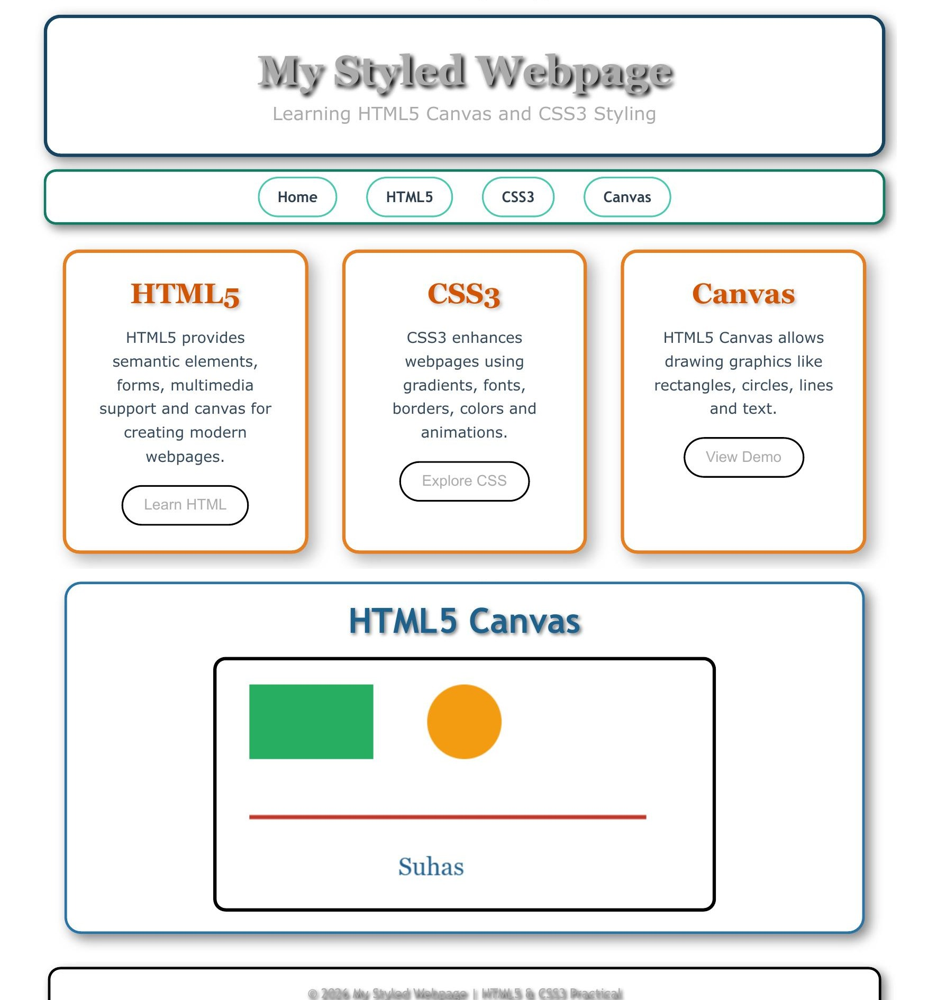 My Styled Webpage
Learning HTML5 Canvas and CSS3 Styling
Home HTML5 CSS3 Canvas
HTML5
HTML5 provides
semantic elements,
forms, multimedia
support and canvas for
creating modern
webpages.
Learn HTML
CSS3
CSS3 enhances
webpages using
gradients, fonts,
borders, colors and
animations.
Explore CSS
Canvas
HTML5 Canvas allows
drawing graphics like
rectangles, circles, lines
and text.
View Demo
HTML5 Canvas
Suhas
© 2026 My Styled Webpage | HTML5 & CSS3 Practical